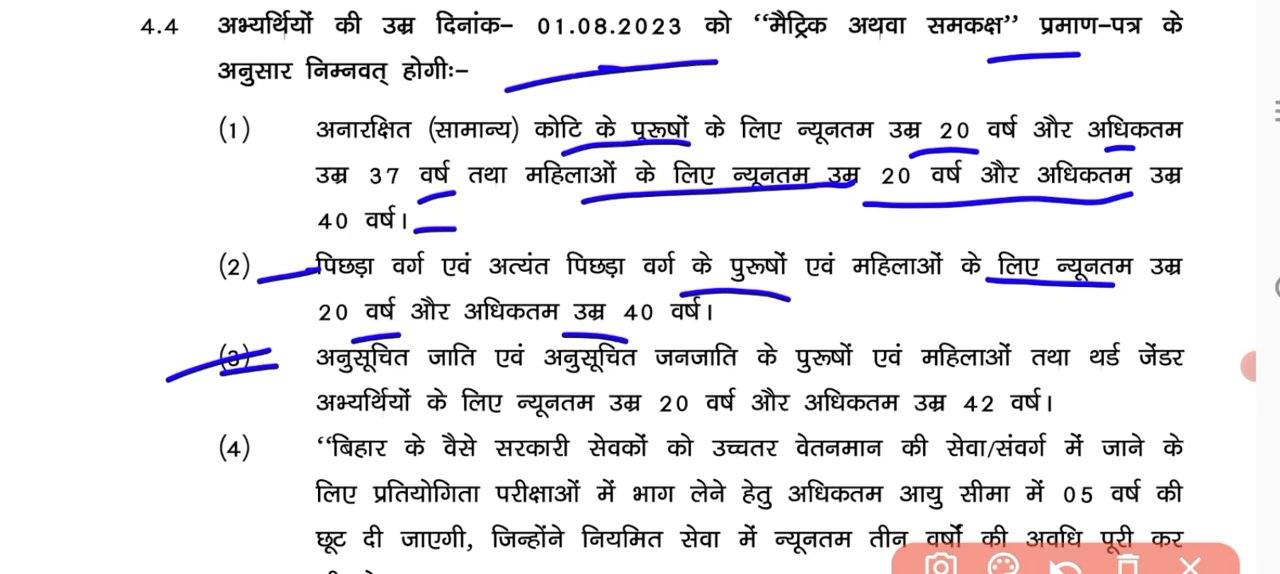 4.4 अभ्यर्थियों की उम्र दिनांक– 01.08.2023 को ‘‘मैट्रिक अथवा समकक्ष’’ प्रमाण–पत्र के
अनुसार निम्नवत् होगीः–
(1) अनारक्षित (सामान्य) कोटि के पुरूषों के लिए न्यूनतम उम्र 20 वर्ष और अधिकतम
उम्र 37 वर्ष तथा महिलाओं के लिए न्यूनतम उम्र 20 वर्ष और अधिकतम उम्र
40 वर्ष।
(2) पिछड़ा वर्ग एवं अत्यंत पिछड़ा वर्ग के पुरूषों एवं महिलाओं के लिए न्यूनतम उम्र
20 वर्ष और अधिकतम उम्र 40 वर्ष।
(3) अनुसूचित जाति एवं अनुसूचित जनजाति के पुरूषों एवं महिलाओं तथा थर्ड जेंडर
अभ्यर्थियों के लिए न्यूनतम उम्र 20 वर्ष और अधिकतम उम्र 42 वर्ष।
(4) ‘‘बिहार के वैसे सरकारी सेवकों को उच्चतर वेतनमान की सेवा/संवर्ग में जाने के
लिए प्रतियोगिता परीक्षाओं में भाग लेने हेतु अधिकतम आयु सीमा में 05 वर्ष की
छूट दी जाएगी, जिन्होंने नियमित सेवा में न्यूनतम तीन वर्षों की अवधि पूरी कर